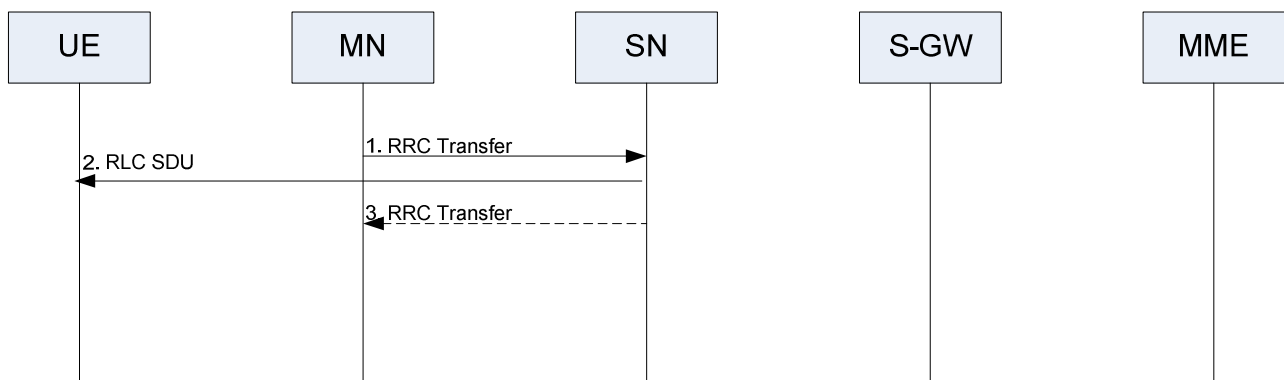 UE
MN
SN
S-GW
MME
1. RRC Transfer
2. RLC SDU
3. RRC Transfer